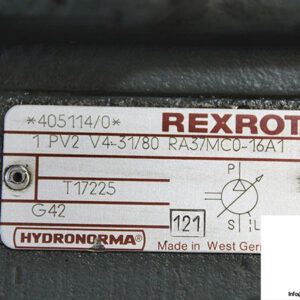 *405114/0* REXROT
1 PV2 V4-31/80 RA37MC0-16A1
P
T17225
G42
121
S L
HYDRONORMA® Made in West Ger